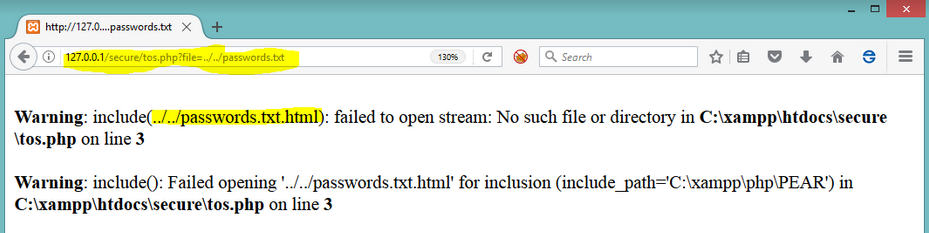 http://127.0....passwords.txt
127.0.0.1/secure/tos.php?file=../../passwords.txt 130% Search
Warning: include(../../passwords.txt.html): failed to open stream: No such file or directory in C:\xampp\htdocs\secure
\tos.php on line 3
Warning: include(): Failed opening '../../passwords.txt.html' for inclusion (include_path='C:\xampp\php\PEAR') in
C:\xampp\htdocs\secure\tos.php on line 3